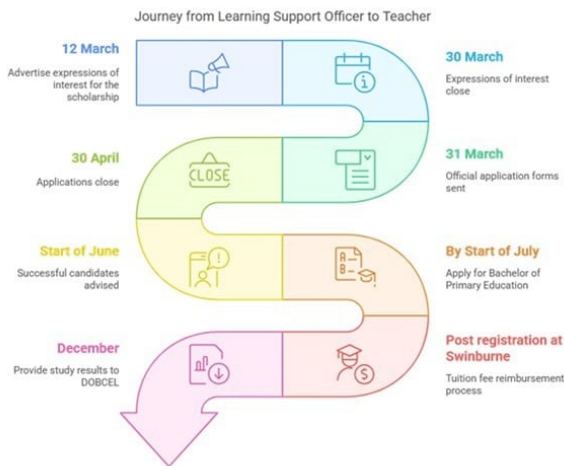 Journey from Learning Support Officer to Teacher
12 March
Advertise expressions of
interest for the
scholarship
30 March
Expressions of interest
close
31 March
Official application forms
sent
30 April
Applications close
CLOSE
Start of June
Successful candidates
advised
By Start of July
Apply for Bachelor of
Primary Education
A-
B-
Post registration at
Swinburne
Tuition fee reimbursement
process
December
Provide study results to
DOBCEL